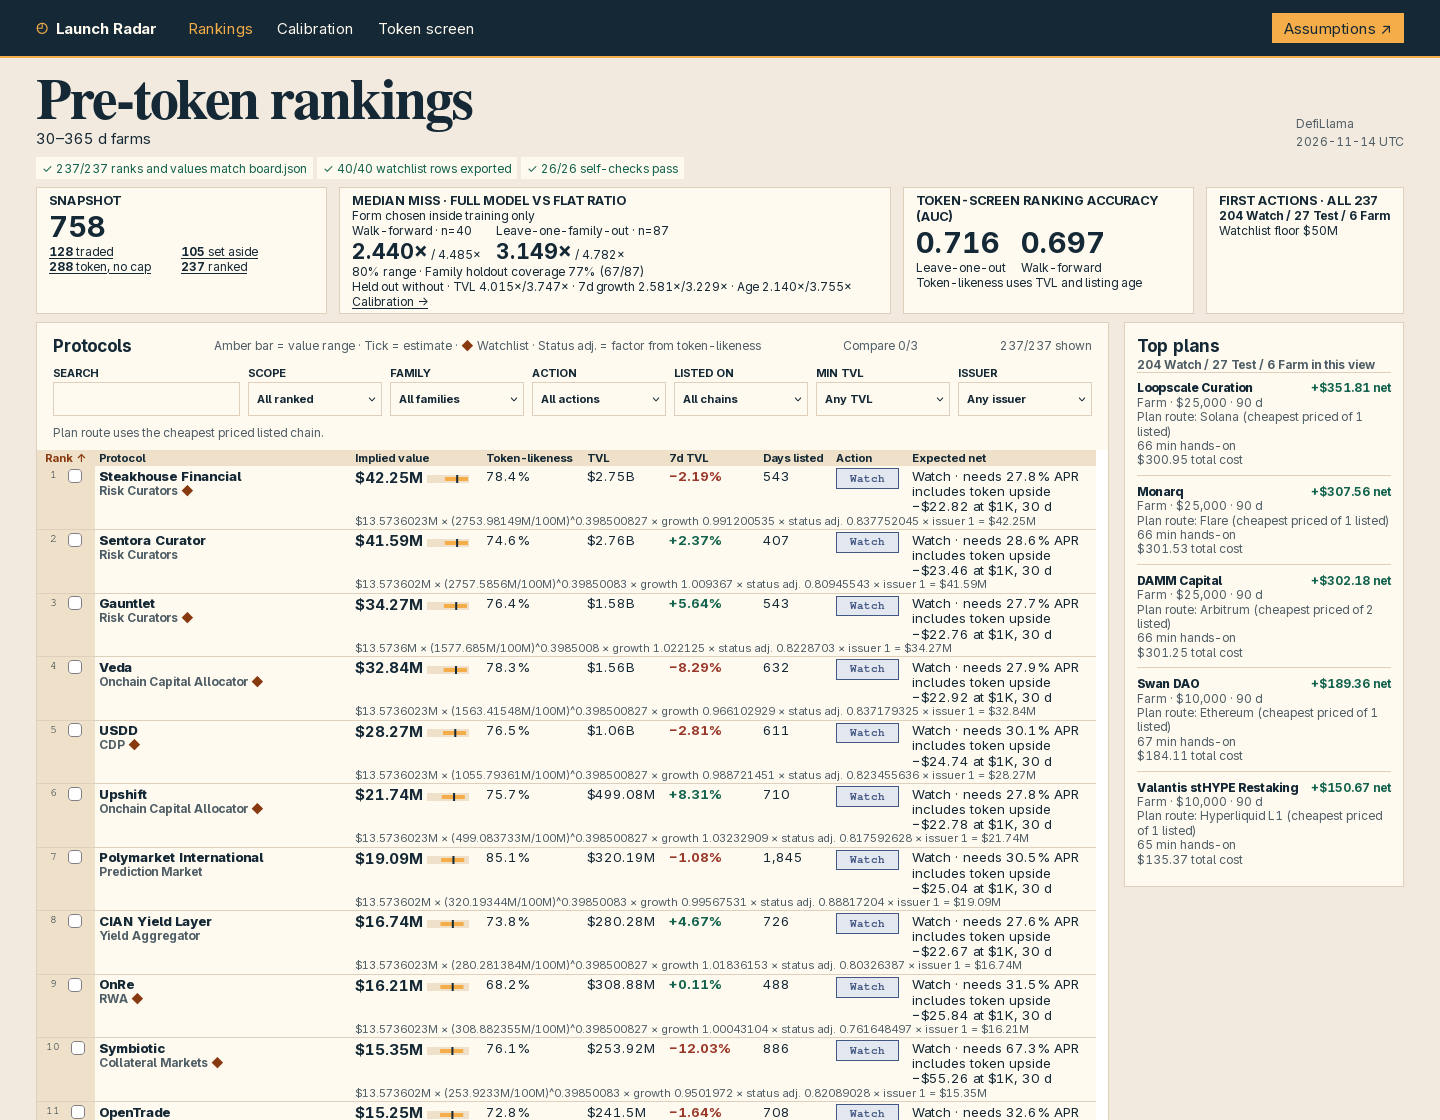 Launch Radar
Rankings
Calibration
Token screen
Assumptions ↗
Pre-token rankings
30–365 d farms
DefiLlama
2026-11-14 UTC
✓ 237/237 ranks and values match board.json
✓ 40/40 watchlist rows exported
✓ 26/26 self-checks pass
SNAPSHOT
758
128 traded
105 set aside
288 token, no cap
237 ranked
MEDIAN MISS · FULL MODEL VS FLAT RATIO
Form chosen inside training only
Walk-forward · n=40
Leave-one-family-out · n=87
2.440× / 4.485×
3.149× / 4.782×
80% range · Family holdout coverage 77% (67/87)
Held out without · TVL 4.015×/3.747× · 7d growth 2.581×/3.229× · Age 2.140×/3.755×
Calibration →
TOKEN-SCREEN RANKING ACCURACY (AUC)
0.716
0.697
Leave-one-out
Walk-forward
Token-likeness uses TVL and listing age
FIRST ACTIONS · ALL 237
204 Watch / 27 Test / 6 Farm
Watchlist floor $50M
Protocols
Amber bar = value range · Tick = estimate · ◆ Watchlist · Status adj. = factor from token-likeness
Compare 0/3
237/237 shown
SEARCH
SCOPE
FAMILY
ACTION
LISTED ON
MIN TVL
ISSUER
All ranked
All families
All actions
All chains
Any TVL
Any issuer
Plan route uses the cheapest priced listed chain.
Rank ↑ Protocol Implied value Token-likeness TVL 7d TVL Days listed Action Expected net
1 Steakhouse Financial $42.25M 78.4% $2.75B −2.19% 543 Watch Watch · needs 27.8% APR
Risk Curators ◆ includes token upside
−$22.82 at $1K, 30 d
$13.5736023M × (2753.98149M/100M)^0.398500827 × growth 0.991200535 × status adj. 0.837752045 × issuer 1 = $42.25M
2 Sentora Curator $41.59M 74.6% $2.76B +2.37% 407 Watch Watch · needs 28.6% APR
Risk Curators includes token upside
−$23.46 at $1K, 30 d
$13.573602M × (2757.5856M/100M)^0.39850083 × growth 1.009367 × status adj. 0.80945543 × issuer 1 = $41.59M
3 Gauntlet $34.27M 76.4% $1.58B +5.64% 543 Watch Watch · needs 27.7% APR
Risk Curators ◆ includes token upside
−$22.76 at $1K, 30 d
$13.5736M × (1577.685M/100M)^0.3985008 × growth 1.022125 × status adj. 0.8228703 × issuer 1 = $34.27M
4 Veda $32.84M 78.3% $1.56B −8.29% 632 Watch Watch · needs 27.9% APR
Onchain Capital Allocator ◆ includes token upside
−$22.92 at $1K, 30 d
$13.5736023M × (1563.41548M/100M)^0.398500827 × growth 0.966102929 × status adj. 0.837179325 × issuer 1 = $32.84M
5 USDD $28.27M 76.5% $1.06B −2.81% 611 Watch Watch · needs 30.1% APR
CDP ◆ includes token upside
−$24.74 at $1K, 30 d
$13.5736023M × (1055.79361M/100M)^0.398500827 × growth 0.988721451 × status adj. 0.823455636 × issuer 1 = $28.27M
6 Upshift $21.74M 75.7% $499.08M +8.31% 710 Watch Watch · needs 27.8% APR
Onchain Capital Allocator ◆ includes token upside
−$22.78 at $1K, 30 d
$13.5736023M × (499.083733M/100M)^0.398500827 × growth 1.03232909 × status adj. 0.817592628 × issuer 1 = $21.74M
7 Polymarket International $19.09M 85.1% $320.19M −1.08% 1,845 Watch Watch · needs 30.5% APR
Prediction Market includes token upside
−$25.04 at $1K, 30 d
$13.573602M × (320.19344M/100M)^0.39850083 × growth 0.99567531 × status adj. 0.88817204 × issuer 1 = $19.09M
8 CIAN Yield Layer $16.74M 73.8% $280.28M +4.67% 726 Watch Watch · needs 27.6% APR
Yield Aggregator includes token upside
−$22.67 at $1K, 30 d
$13.5736023M × (280.281384M/100M)^0.398500827 × growth 1.01836153 × status adj. 0.80326387 × issuer 1 = $16.74M
9 OnRe $16.21M 68.2% $308.88M +0.11% 488 Watch Watch · needs 31.5% APR
RWA ◆ includes token upside
−$25.84 at $1K, 30 d
$13.5736023M × (308.882355M/100M)^0.398500827 × growth 1.00043104 × status adj. 0.761648497 × issuer 1 = $16.21M
10 Symbiotic $15.35M 76.1% $253.92M −12.03% 886 Watch Watch · needs 67.3% APR
Collateral Markets ◆ includes token upside
−$55.26 at $1K, 30 d
$13.573602M × (253.9233M/100M)^0.39850083 × growth 0.9501972 × status adj. 0.82089028 × issuer 1 = $15.35M
11 OpenTrade $15.25M 72.8% $241.5M −1.64% 708 Watch Watch · needs 32.6% APR
Top plans
204 Watch / 27 Test / 6 Farm in this view
Loopscale Curation +$351.81 net
Farm · $25,000 · 90 d
Plan route: Solana (cheapest priced of 1
listed)
66 min hands-on
$300.95 total cost
Monarq +$307.56 net
Farm · $25,000 · 90 d
Plan route: Flare (cheapest priced of 1 listed)
66 min hands-on
$301.53 total cost
DAMM Capital +$302.18 net
Farm · $25,000 · 90 d
Plan route: Arbitrum (cheapest priced of 2
listed)
66 min hands-on
$301.25 total cost
Swan DAO +$189.36 net
Farm · $10,000 · 90 d
Plan route: Ethereum (cheapest priced of 1
listed)
67 min hands-on
$184.11 total cost
Valantis stHYPE Restaking +$150.67 net
Farm · $10,000 · 90 d
Plan route: Hyperliquid L1 (cheapest priced
of 1 listed)
65 min hands-on
$135.37 total cost